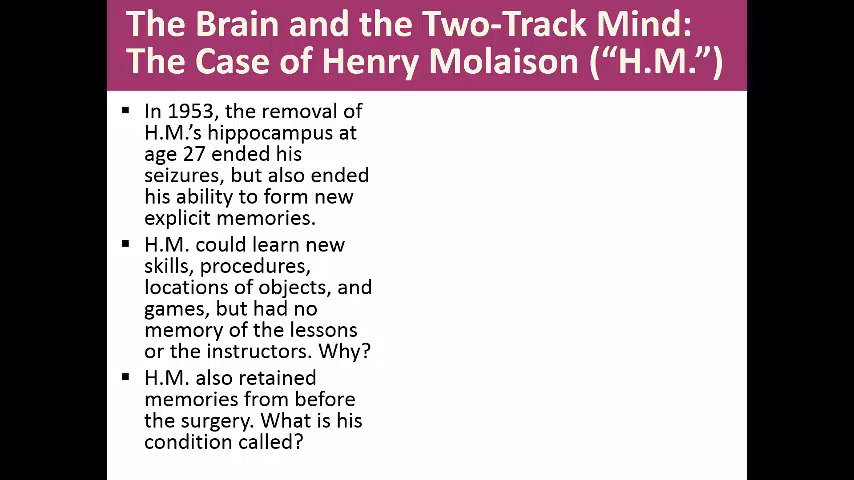 The Brain and the Two-Track Mind:
The Case of Henry Molaison (“H.M.”)
▪ In 1953, the removal of
H.M.’s hippocampus at
age 27 ended his
seizures, but also ended
his ability to form new
explicit memories.
▪ H.M. could learn new
skills, procedures,
locations of objects, and
games, but had no
memory of the lessons
or the instructors. Why?
▪ H.M. also retained
memories from before
the surgery. What is his
condition called?